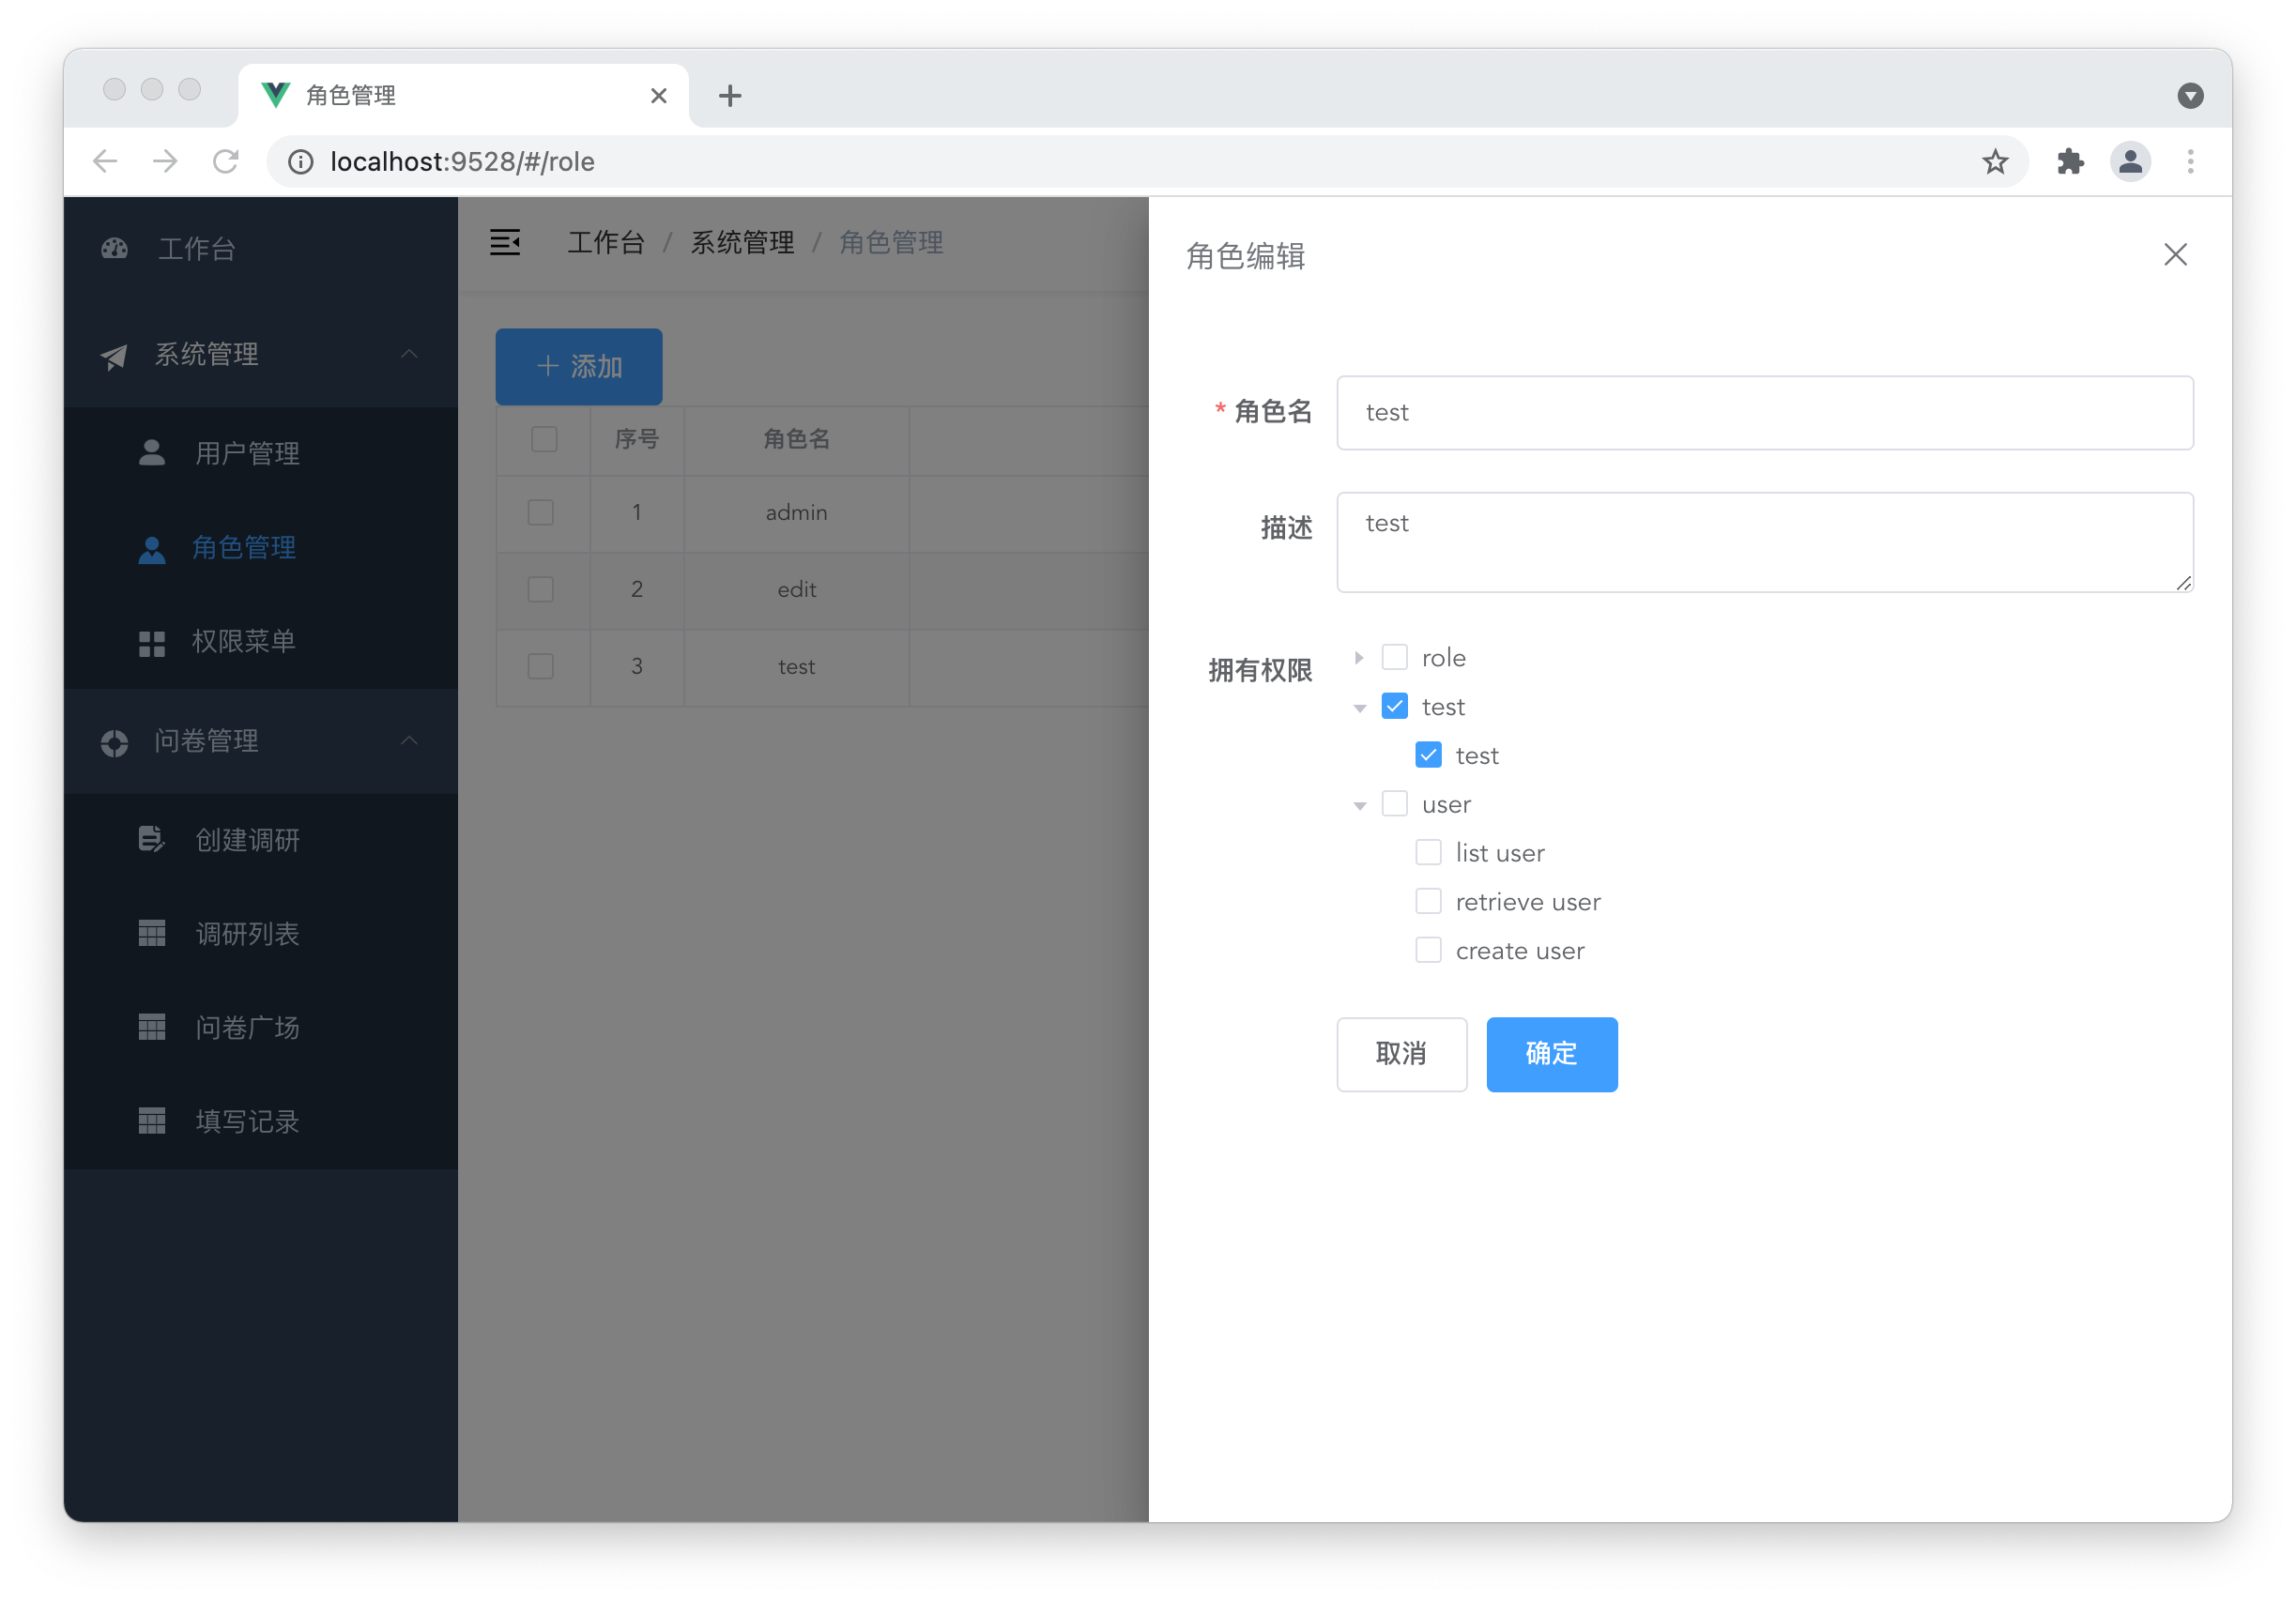 角色管理
localhost:9528/#/role
工作台
系统管理
用户管理
角色管理
权限菜单
问卷管理
创建调研
调研列表
问卷广场
填写记录
工作台 / 系统管理 / 角色管理
添加
序号 角色名
1 admin
2 edit
3 test
角色编辑
* 角色名 test
描述 test
拥有权限 role
test
test
user
list user
retrieve user
create user
取消 确定